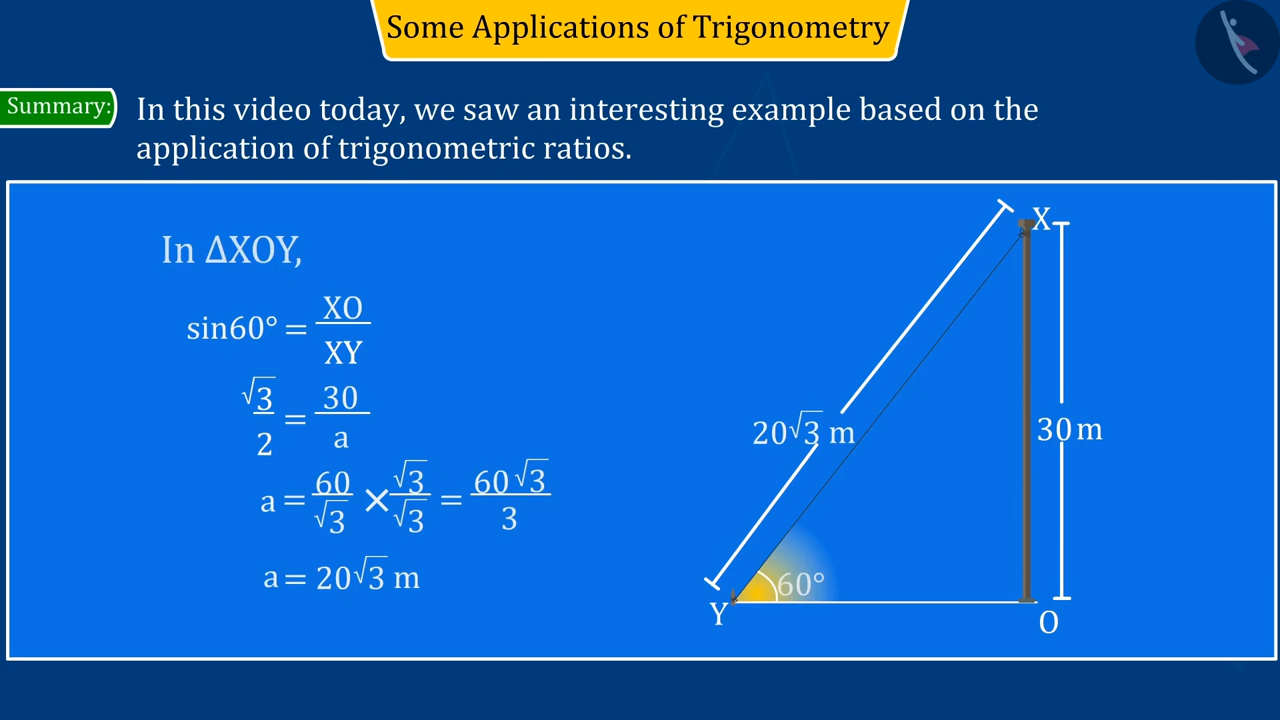 Some Applications of Trigonometry
Summary:
In this video today, we saw an interesting example based on the
application of trigonometric ratios.
In ΔXOY,
sin60° = XO/XY
√3/2 = 30/a
a = 60/√3 × √3/√3 = 60√3/3
a = 20√3 m
X
20√3 m
30 m
60°
Y
O